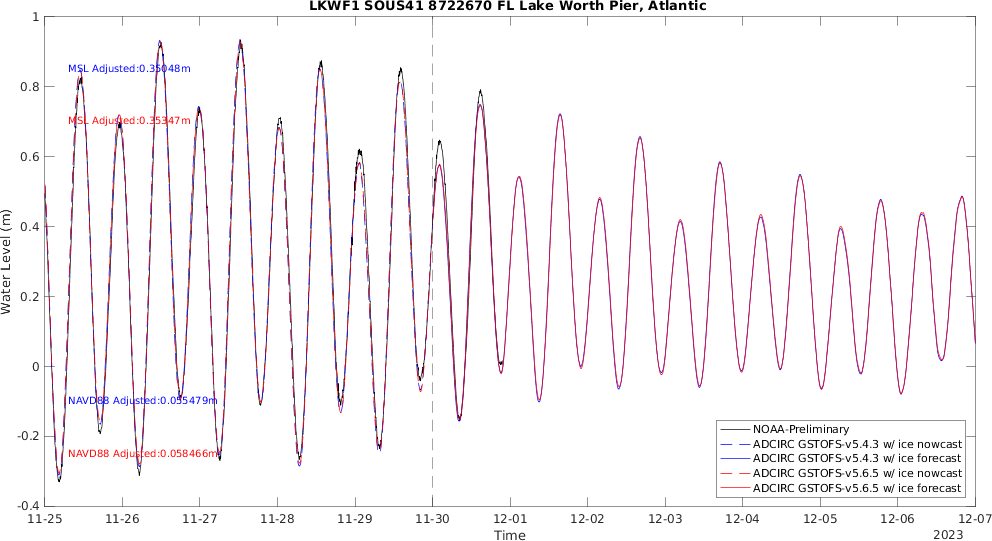 LKWF1 SOUS41 8722670 FL Lake Worth Pier, Atlantic
1
0.8
0.6
0.4
0.2
0
-0.2
-0.4
Water Level (m)
MSL Adjusted:0.35048m
MSL Adjusted:0.35347m
NAVD88 Adjusted:0.055479m
NAVD88 Adjusted:0.058466m
NOAA-Preliminary
ADCIRC GSTOFS-v5.4.3 w/ ice nowcast
ADCIRC GSTOFS-v5.4.3 w/ ice forecast
ADCIRC GSTOFS-v5.6.5 w/ ice nowcast
ADCIRC GSTOFS-v5.6.5 w/ ice forecast
11-25 11-26 11-27 11-28 11-29 11-30 12-01 12-02 12-03 12-04 12-05 12-06 12-07
Time
2023